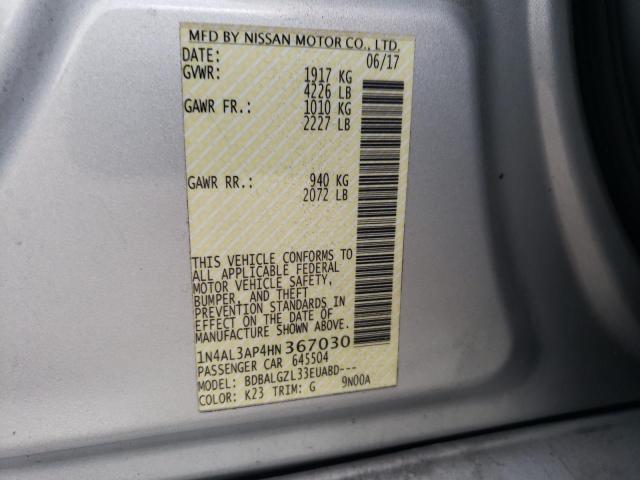 MFD BY NISSAN MOTOR CO., LTD.
DATE: 06/17
GVWR: 1917 KG
4226 LB
GAWR FR.: 1010 KG
2227 LB
GAWR RR.: 940 KG
2072 LB
THIS VEHICLE CONFORMS TO
ALL APPLICABLE FEDERAL
MOTOR VEHICLE SAFETY,
BUMPER, AND THEFT
PREVENTION STANDARDS IN
EFFECT ON THE DATE OF
MANUFACTURE SHOWN ABOVE.
1N4AL3AP4HN367030
PASSENGER CAR 645504
MODEL: BDBALGZL33EUABD---
COLOR: K23 TRIM: G 9N00A